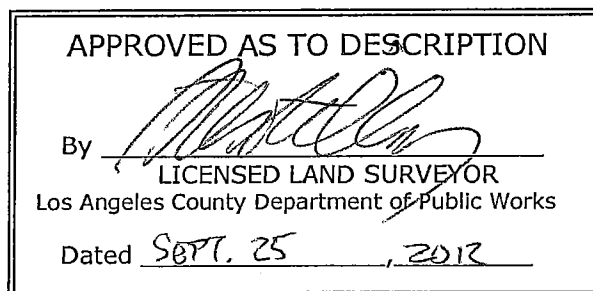 APPROVED AS TO DESCRIPTION
By
LICENSED LAND SURVEYOR
Los Angeles County Department of Public Works
Dated SEPT. 25, 2012